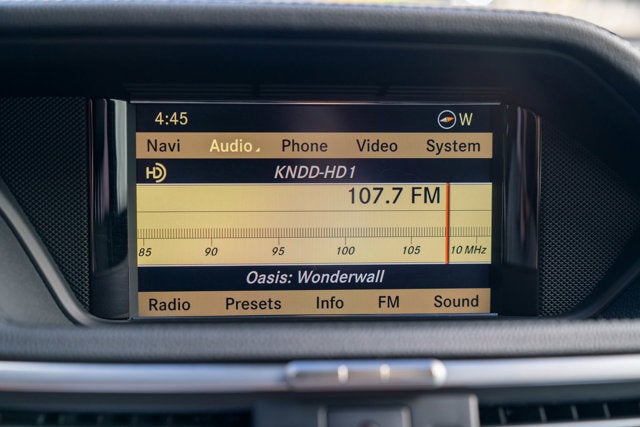 4:45 W
Navi Audio Phone Video System
HD KNDD-HD1
107.7 FM
85 90 95 100 105 10 MHz
Oasis: Wonderwall
Radio Presets Info FM Sound